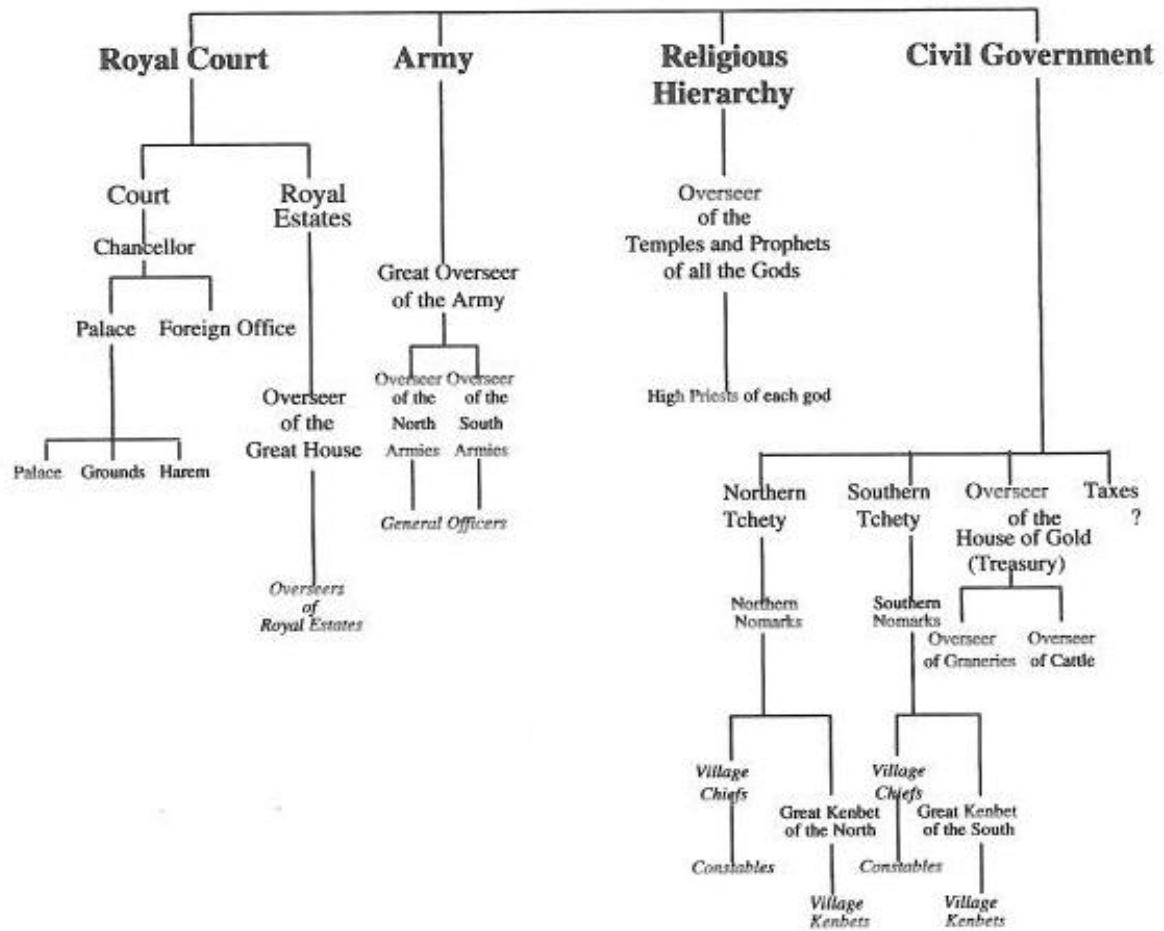 Royal Court
Army
Religious
Hierarchy
Civil Government
Court
Royal
Estates
Chancellor
Palace
Foreign Office
Palace
Grounds
Harem
Overseer
of the
Great House
Overseers
of
Royal Estates
Great Overseer
of the Army
Overseer
of the
North
Armies
Overseer
of the
South
Armies
General Officers
Overseer
of the
Temples and Prophets
of all the Gods
High Priests of each god
Northern
Tchety
Southern
Tchety
Overseer
of the
House of Gold
(Treasury)
Taxes
?
Northern
Nomarks
Southern
Nomarks
Overseer
of Graneries
Overseer
of Cattle
Village
Chiefs
Great Kenbet
of the North
Village
Chiefs
Great Kenbet
of the South
Constables
Village
Kenbets
Constables
Village
Kenbets